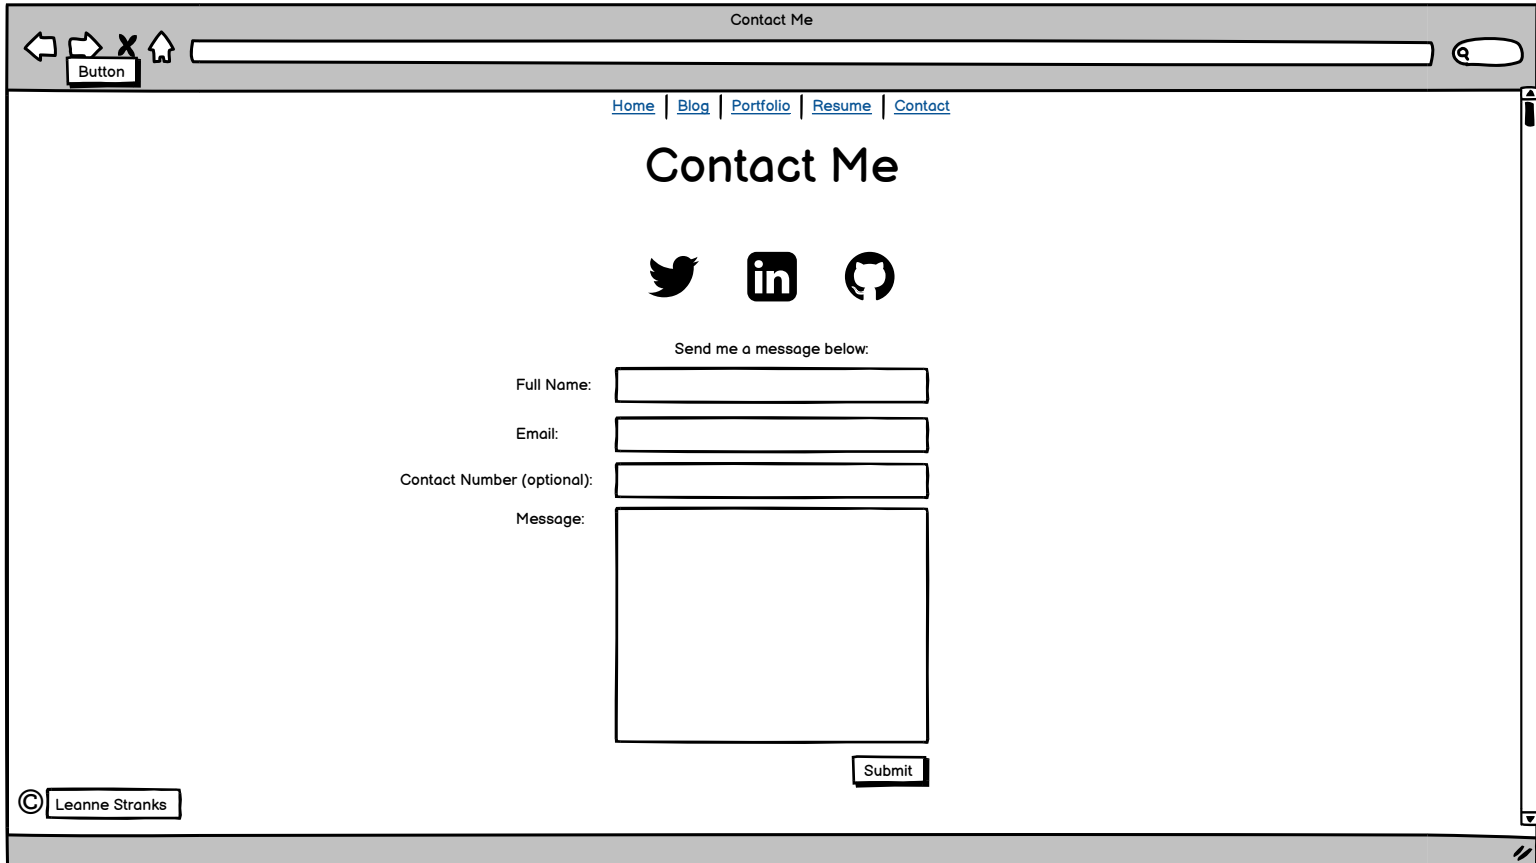 Contact Me
Button
Home Blog Portfolio Resume Contact
Contact Me
in
Send me a message below:
Full Name:
Email:
Contact Number (optional):
Message:
Submit
© Leanne Stranks